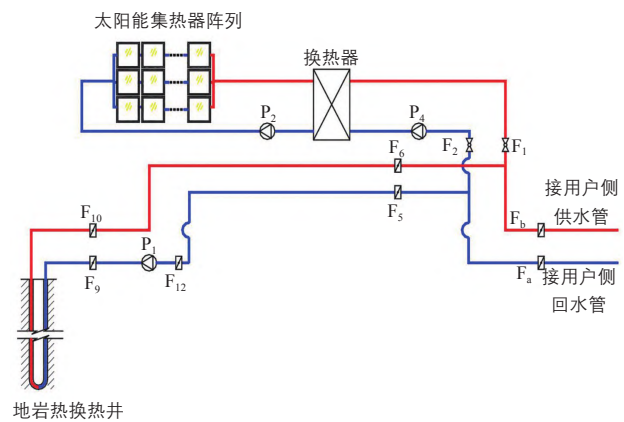 太阳能集热器阵列
换热器
P2
P4
F2
F1
F6
接用户侧
供水管
F10
F5
Fb
P1
F9
F12
Fa
接用户侧
回水管
地岩热换热井